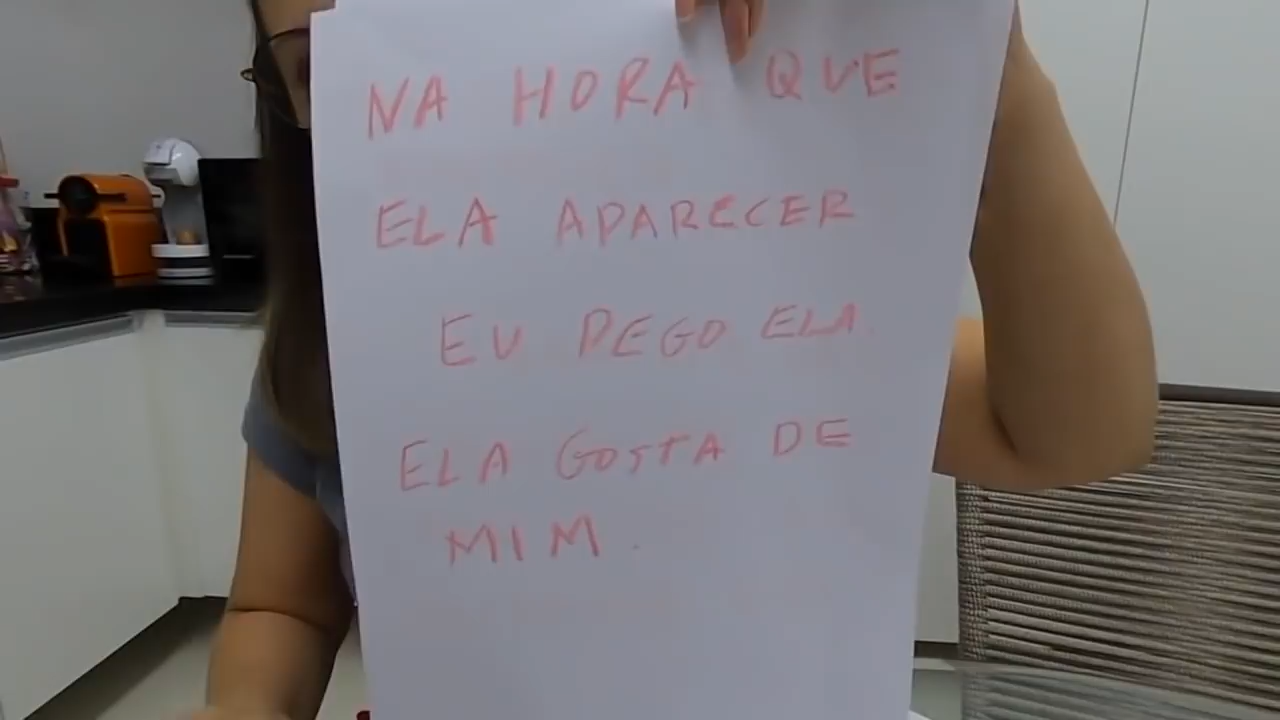 NA HORA QUE
ELA APARECER
EU PEGO ELA.
ELA GOSTA DE
MIM.